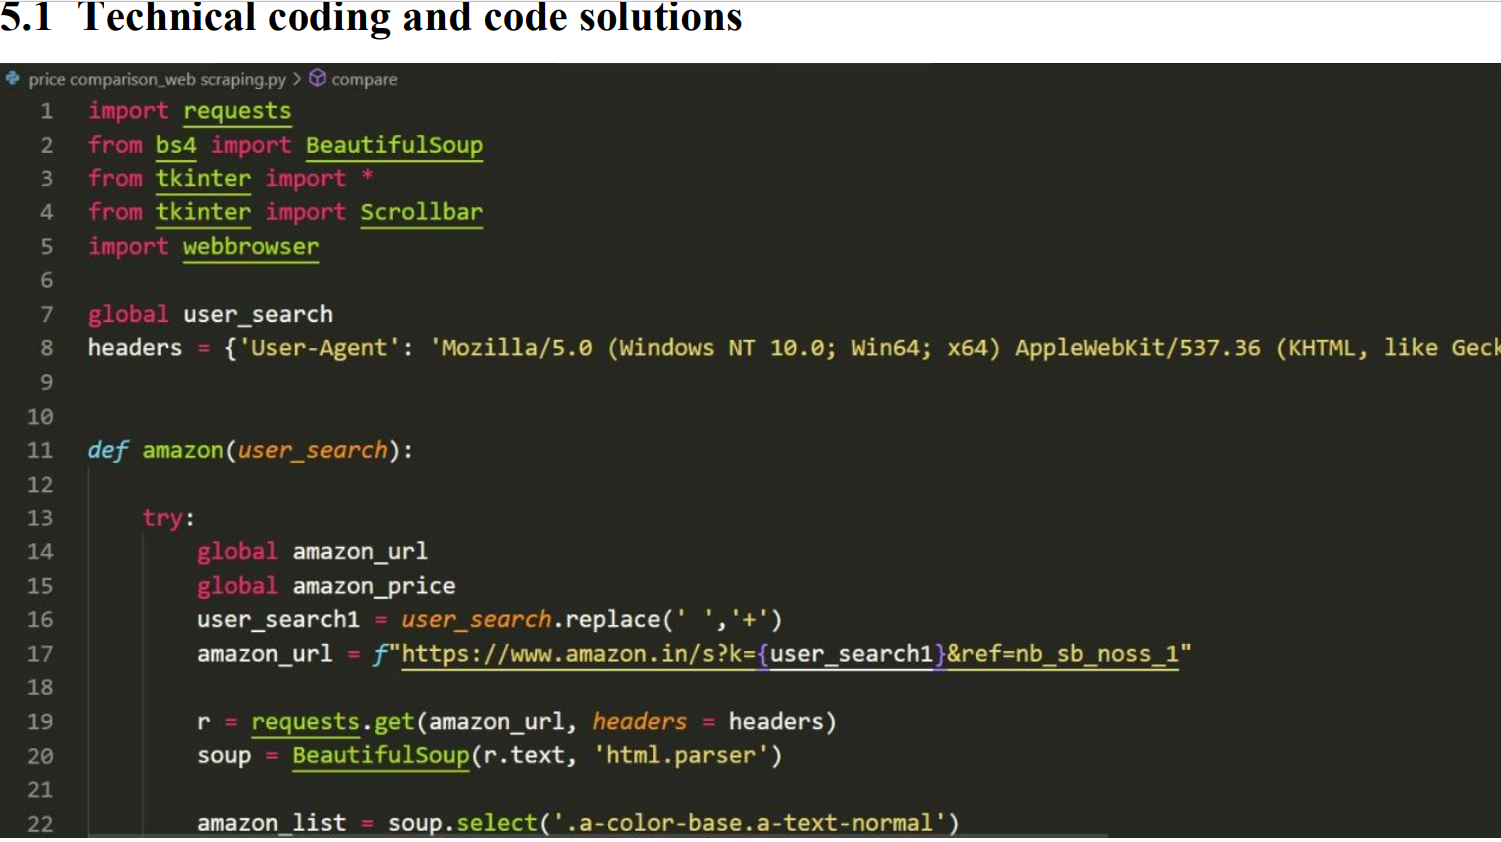 5.1 Technical coding and code solutions
price comparison_web scraping.py > compare
1 import requests
2 from bs4 import BeautifulSoup
3 from tkinter import *
4 from tkinter import Scrollbar
5 import webbrowser
6
7 global user_search
8 headers = {'User-Agent': 'Mozilla/5.0 (Windows NT 10.0; Win64; x64) AppleWebKit/537.36 (KHTML, like Geck
9
10
11 def amazon(user_search):
12
13 try:
14 global amazon_url
15 global amazon_price
16 user_search1 = user_search.replace(' ','+')
17 amazon_url = f"https://www.amazon.in/s?k={user_search1}&ref=nb_sb_noss_1"
18
19 r = requests.get(amazon_url, headers = headers)
20 soup = BeautifulSoup(r.text, 'html.parser')
21
22 amazon_list = soup.select('.a-color-base.a-text-normal')